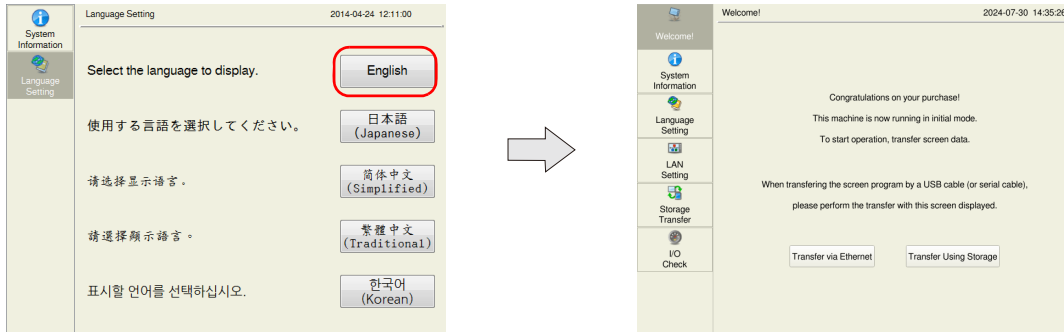 System
Information
Language
Setting
Language Setting
2014-04-24 12:11:00
Select the language to display.
English
使用する言語を選択してください。
日本語
(Japanese)
请选择显示语言。
简体中文
(Simplified)
請選擇顯示語言。
繁體中文
(Traditional)
표시할 언어를 선택하십시오.
한국어
(Korean)
Welcome!
System
Information
Language
Setting
LAN
Setting
Storage
Transfer
I/O
Check
Welcome!
2024-07-30 14:35:26
Congratulations on your purchase!
This machine is now running in initial mode.
To start operation, transfer screen data.
When transfering the screen program by a USB cable (or serial cable),
please perform the transfer with this screen displayed.
Transfer via Ethernet
Transfer Using Storage